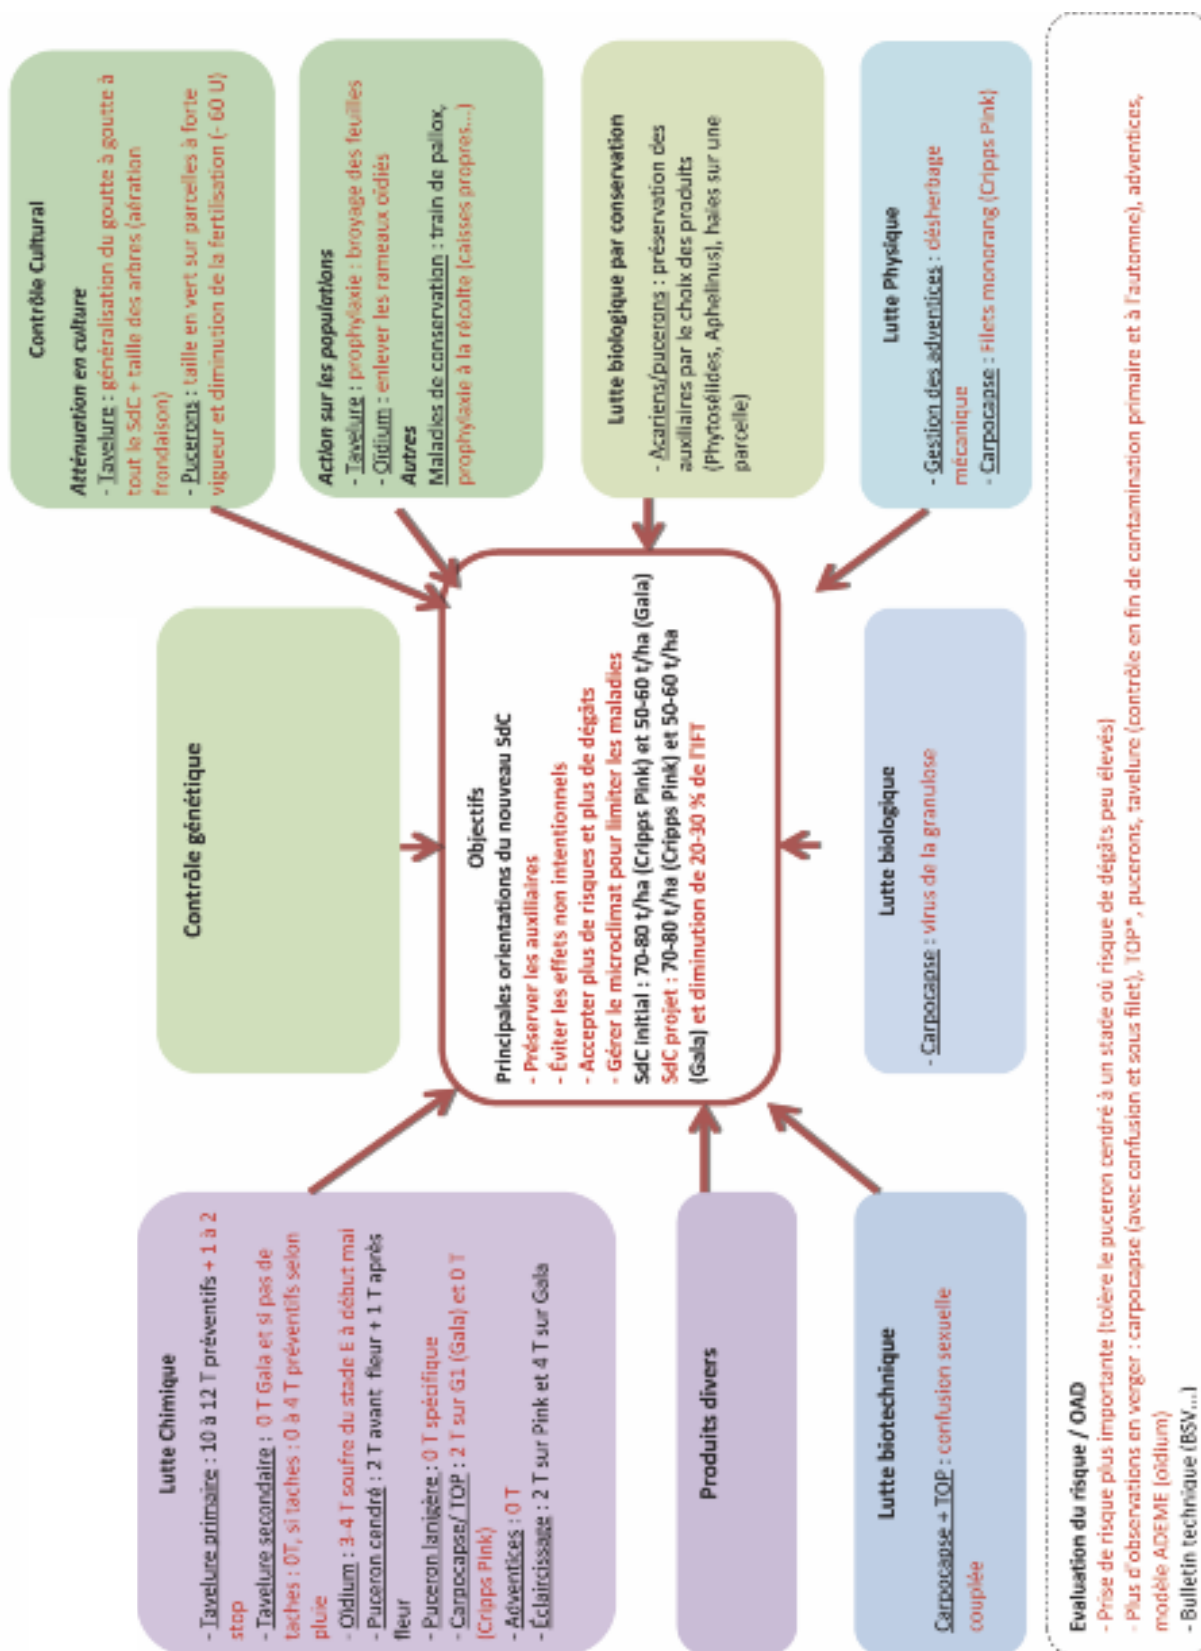 Lutte Chimique
- Tavelure primaire : 10 à 12 T préventifs + 1 à 2
stop
- Tavelure secondaire : 0 T Gala et si pas de
taches : 0T, si taches : 0 à 4 T préventifs selon
pluie
- Oïdium : 3-4 T soufre du stade E à début mai
- Puceron cendré : 2 T avant fleur + 1 T après
fleur
- Puceron lanigère : 0 T spécifique
- Carpocapse/ TOP : 2 T sur G1 (Gala) et 0 T
(Cripps Pink)
- Adventices : 0 T
- Éclaircissage : 2 T sur Pink et 4 T sur Gala
Contrôle génétique
Contrôle Cultural
Atténuation en culture
- Tavelure : généralisation du goutte à goutte à
tout le SdC + taille des arbres (aération
frondaison)
- Pucerons : taille en vert sur parcelles à forte
vigueur et diminution de la fertilisation (- 60 U)
Action sur les populations
- Tavelure : prophylaxie : broyage des feuilles
- Oïdium : enlever les rameaux oïdiés
Autres
Maladies de conservation : train de pallox,
prophylaxie à la récolte (caisses propres...)
Produits divers
Objectifs
Principales orientations du nouveau SdC
- Préserver les auxiliaires
- Éviter les effets non intentionnels
- Accepter plus de risques et plus de dégâts
- Gérer le microclimat pour limiter les maladies
SdC initial : 70-80 t/ha (Cripps Pink) et 50-60 t/ha (Gala)
SdC projet : 70-80 t/ha (Cripps Pink) et 50-60 t/ha
(Gala) et diminution de 20-30 % de l'IFT
Lutte biologique par conservation
- Acariens/pucerons : préservation des
auxiliaires par le choix des produits
(Phytoséiides, Aphelinus), haies sur une
parcelle)
Lutte biotechnique
Carpocapse + TOP : confusion sexuelle
couplée
Lutte biologique
- Carpocapse : virus de la granulose
Lutte Physique
- Gestion des adventices : désherbage
mécanique
- Carpocapse : Filets monorang (Cripps Pink)
Evaluation du risque / OAD
- Prise de risque plus importante (tolère le puceron cendré à un stade où risque de dégâts peu élevés)
- Plus d'observations en verger : carpocapse (avec confusion et sous filet), TOP*, pucerons, tavelure (contrôle en fin de contamination primaire et à l'automne), adventices,
modèle ADEME (oïdium)
- Bulletin technique (BSV...)